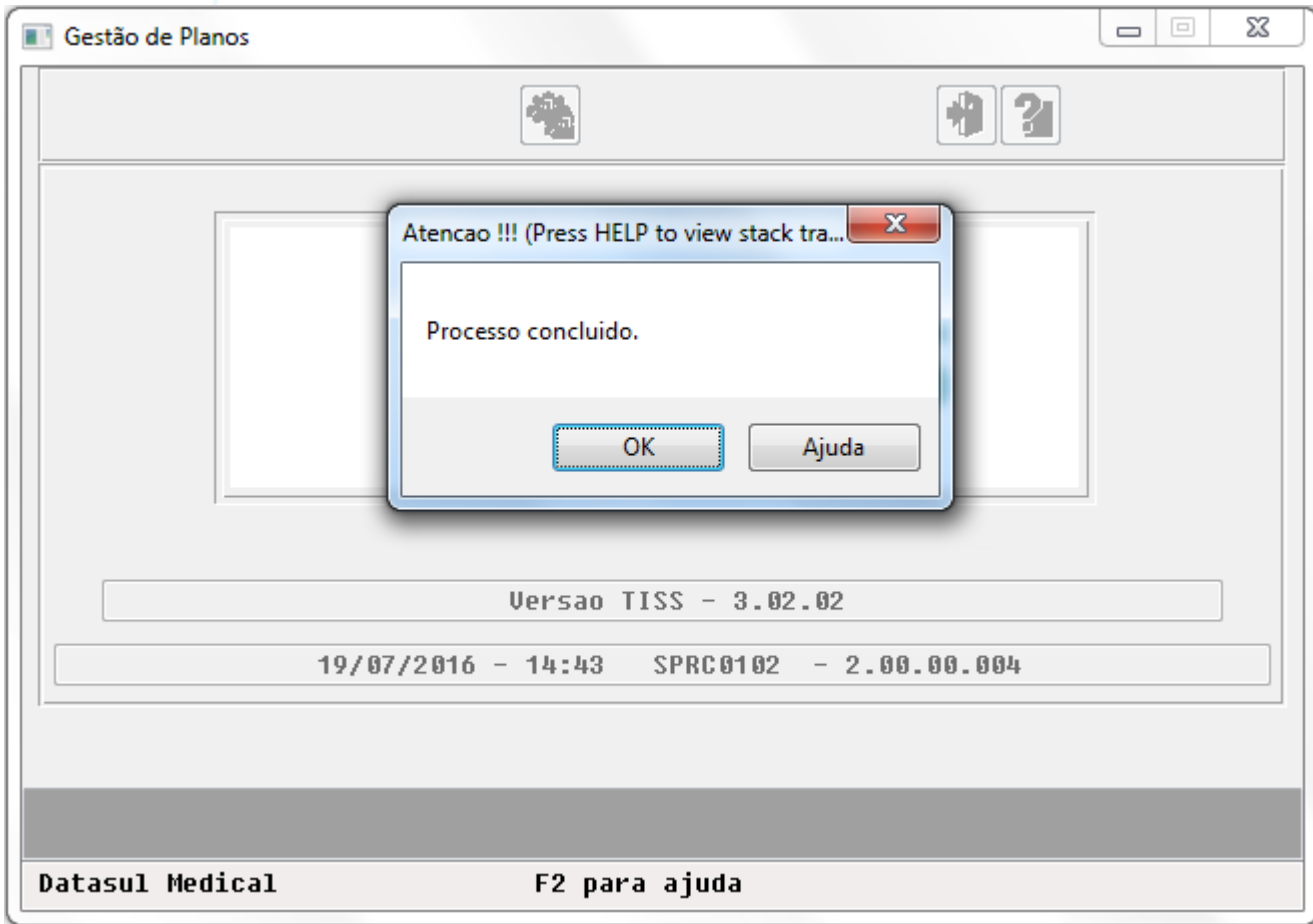 Gestão de Planos
Atencao !!! (Press HELP to view stack tra...
Processo concluido.
OK Ajuda
Versao TISS - 3.02.02
19/07/2016 - 14:43 SPRC0102 - 2.00.00.004
Datasul Medical F2 para ajuda